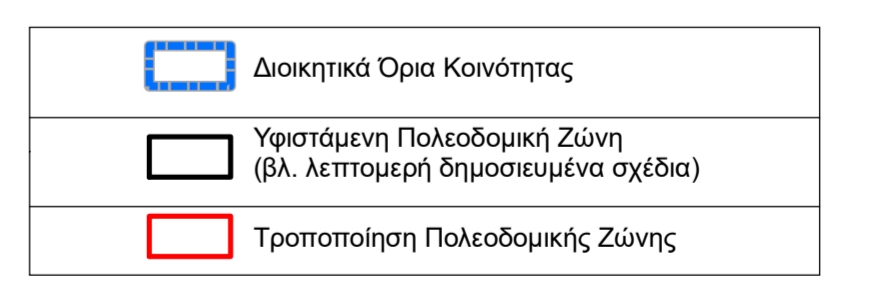 Διοικητικά Όρια Κοινότητας
Υφιστάμενη Πολεοδομική Ζώνη
(βλ. λεπτομερή δημοσιευμένα σχέδια)
Τροποποίηση Πολεοδομικής Ζώνης